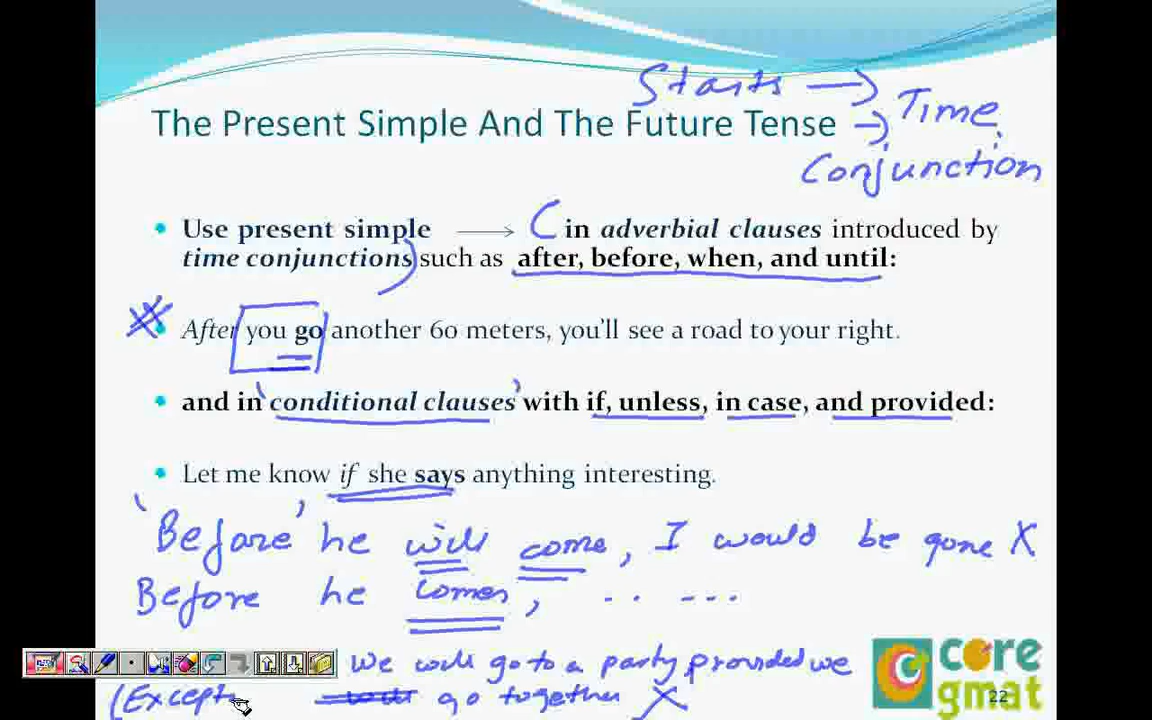 Starts → Time
The Present Simple And The Future Tense →
Conjunction
• Use present simple → in adverbial clauses introduced by
time conjunctions such as after, before, when, and until:
• After you go another 60 meters, you'll see a road to your right.
• and in 'conditional clauses' with if, unless, in case, and provided:
• Let me know if she says anything interesting.
'Before' he will come, I would be gone X
Before he comes, .. ...
We will go to a party, provided we
(Except go together X
core
gmat
22